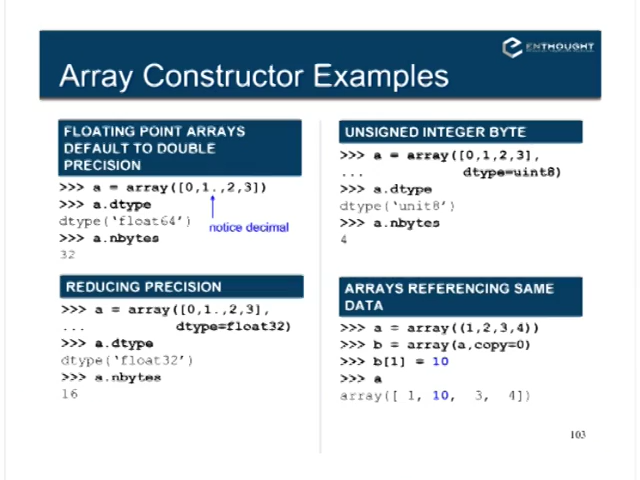 ENTHOUGHT
Array Constructor Examples
FLOATING POINT ARRAYS
DEFAULT TO DOUBLE
PRECISION
>>> a = array([0,1.,2,3])
>>> a.dtype
dtype(‘float64’)
notice decimal
>>> a.nbytes
32
REDUCING PRECISION
>>> a = array([0,1.,2,3],
... dtype=float32)
>>> a.dtype
dtype(‘float32’)
>>> a.nbytes
16
UNSIGNED INTEGER BYTE
>>> a = array([0,1,2,3],
... dtype=uint8)
>>> a.dtype
dtype(‘unit8’)
>>> a.nbytes
4
ARRAYS REFERENCING SAME
DATA
>>> a = array((1,2,3,4))
>>> b = array(a,copy=0)
>>> b[1] = 10
>>> a
array([ 1, 10, 3, 4])
103